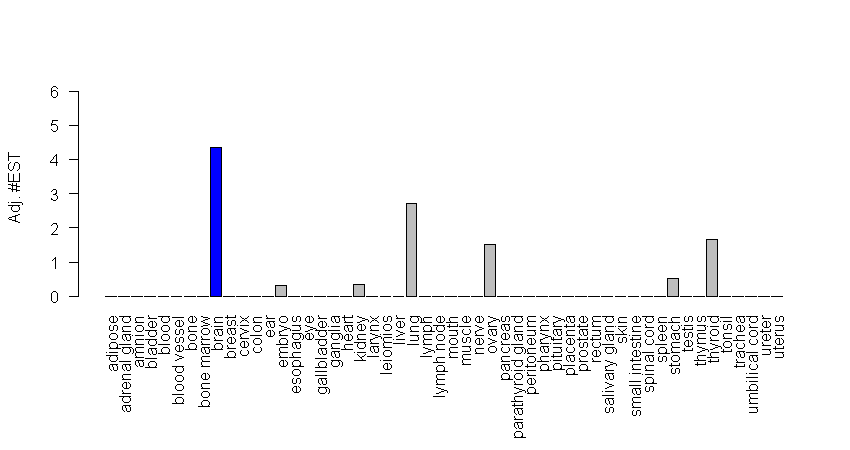 Adj. #EST
6
5
4
3
2
1
0
adipose
adrenal gland
amnion
bladder
blood
blood vessel
bone
bone marrow
brain
breast
cervix
colon
ear
embryo
esophagus
eye
gallbladder
ganglia
heart
kidney
larynx
leiomios
liver
lung
lymph
lymph node
mouth
muscle
nerve
ovary
pancreas
parathyroid gland
peritoneum
pharynx
pituitary
placenta
prostate
rectum
salivary gland
skin
small intestine
spinal cord
spleen
stomach
testis
thymus
thyroid
tonsil
trachea
umbilical cord
ureter
uterus